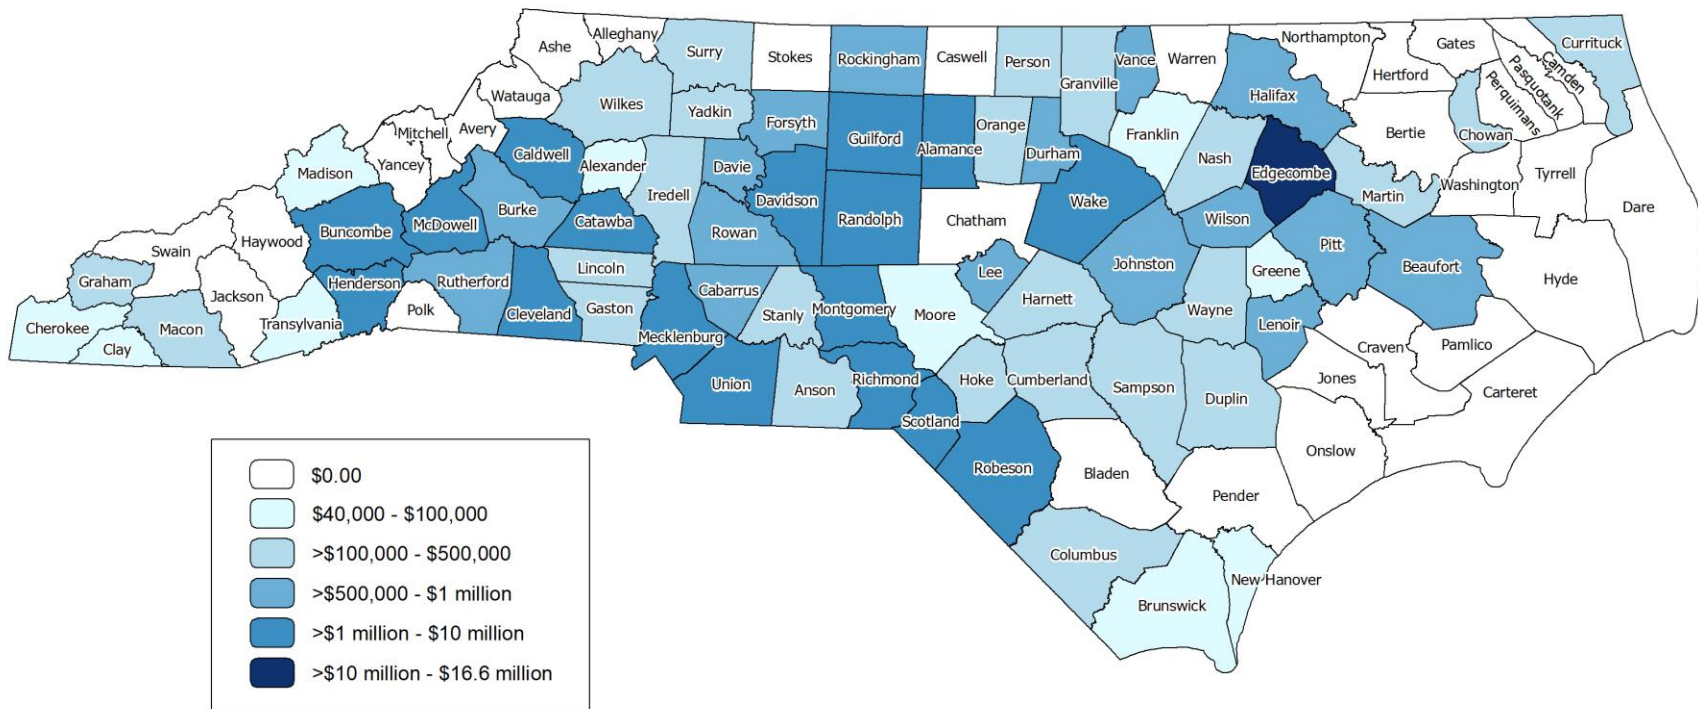 Ashe
Alleghany
Surry
Stokes
Rockingham
Caswell
Person
Granville
Vance
Warren
Northampton
Gates
Camden
Currituck
Hertford
Pasquotank
Perquimans
Watauga
Wilkes
Yadkin
Forsyth
Guilford
Alamance
Orange
Durham
Franklin
Nash
Halifax
Edgecombe
Bertie
Chowan
Mitchell
Avery
Yancey
Caldwell
Alexander
Iredell
Davie
Madison
Davidson
Randolph
Chatham
Wake
Wilson
Martin
Washington
Tyrrell
Dare
Buncombe
McDowell
Burke
Catawba
Rowan
Swain
Haywood
Graham
Jackson
Henderson
Rutherford
Polk
Cleveland
Lincoln
Gaston
Cabarrus
Stanly
Montgomery
Moore
Lee
Harnett
Johnston
Wayne
Greene
Pitt
Beaufort
Hyde
Lenoir
Cherokee
Clay
Macon
Transylvania
Mecklenburg
Union
Anson
Richmond
Scotland
Hoke
Cumberland
Sampson
Duplin
Jones
Craven
Pamlico
Carteret
Onslow
Robeson
Bladen
Pender
Columbus
Brunswick
New Hanover
$0.00
$40,000 - $100,000
>$100,000 - $500,000
>$500,000 - $1 million
>$1 million - $10 million
>$10 million - $16.6 million